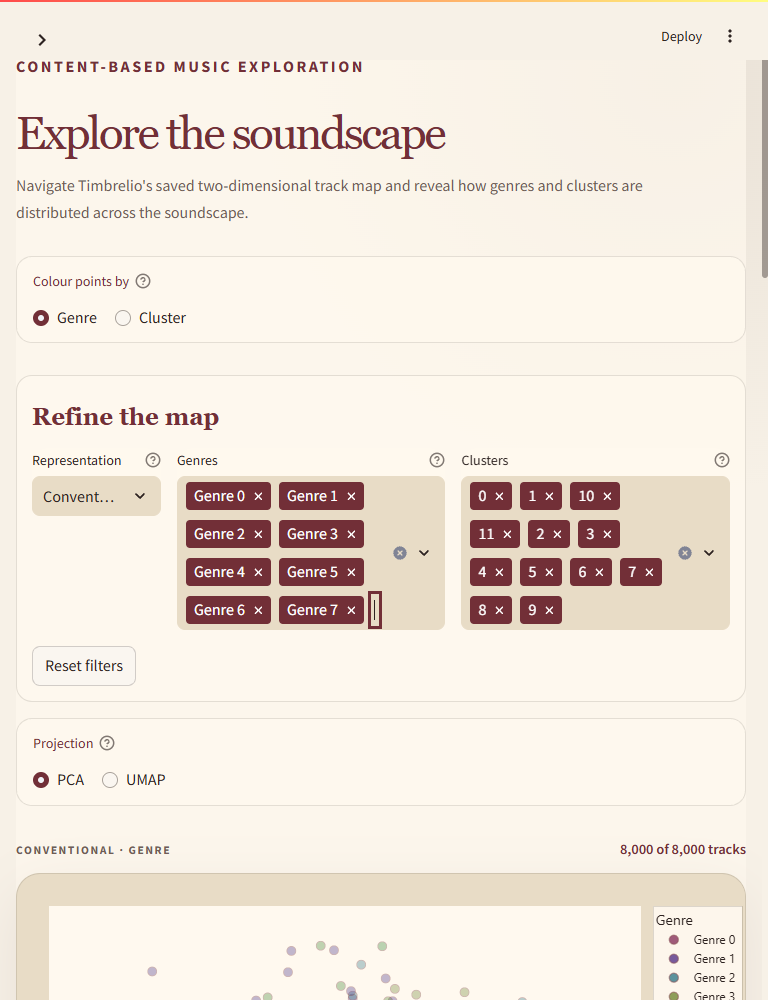 Deploy
CONTENT-BASED MUSIC EXPLORATION
Explore the soundscape
Navigate Timbrelio's saved two-dimensional track map and reveal how genres and clusters are
distributed across the soundscape.
Colour points by
Genre Cluster
Refine the map
Representation Genres Clusters
Convent…
Genre 0 Genre 1
Genre 2 Genre 3
Genre 4 Genre 5
Genre 6 Genre 7
0 1 10
11 2 3
4 5 6 7
8 9
Reset filters
Projection
PCA UMAP
CONVENTIONAL · GENRE 8,000 of 8,000 tracks
Genre
Genre 0
Genre 1
Genre 2
Genre 3